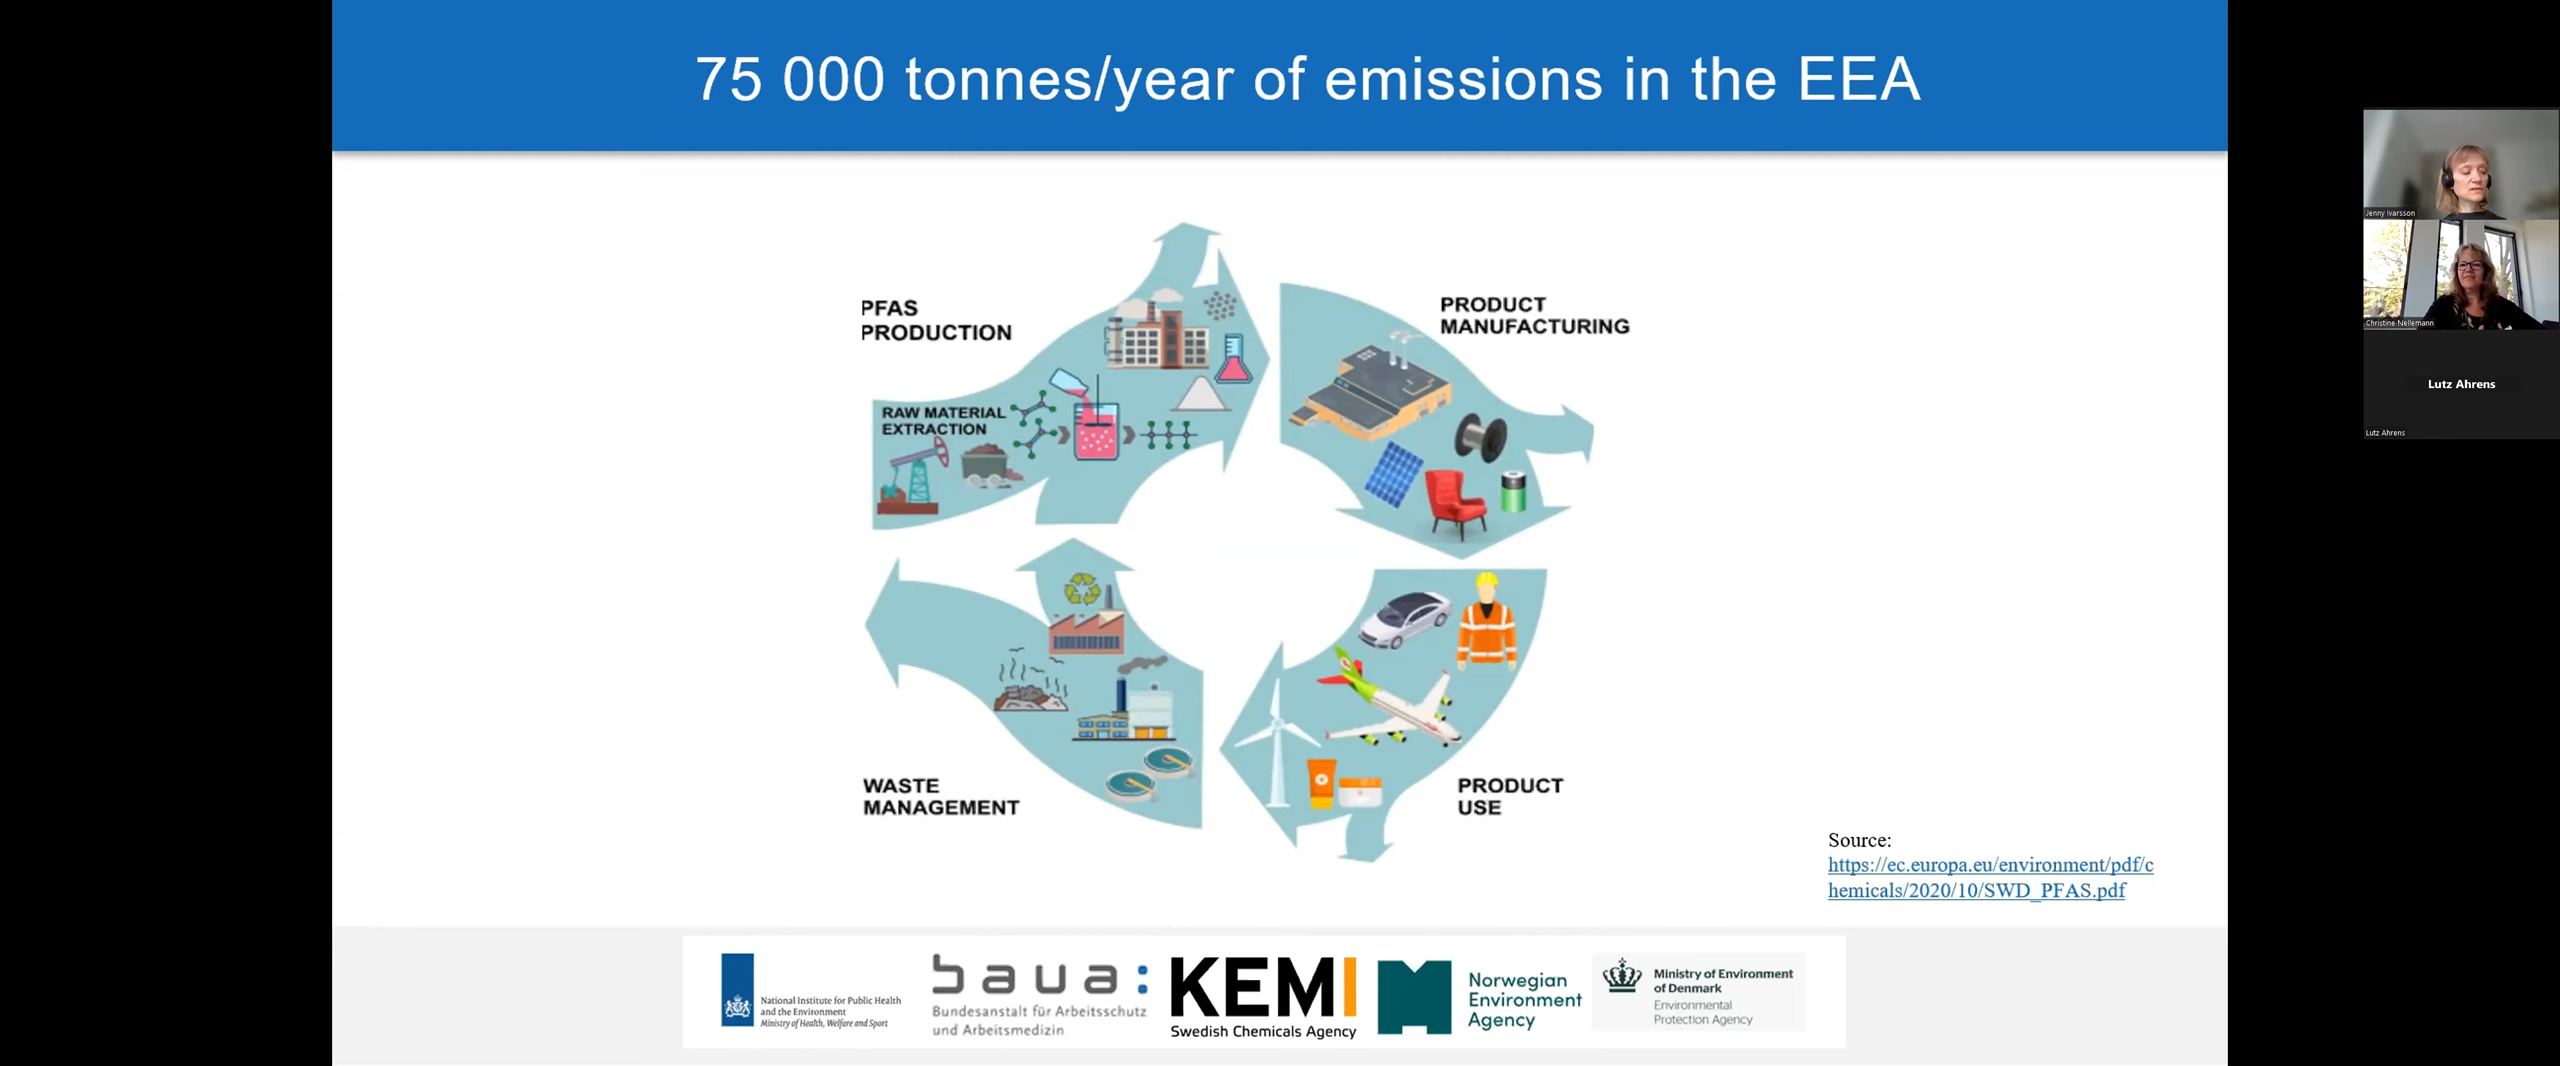 75 000 tonnes/year of emissions in the EEA
PFAS
PRODUCTION
RAW MATERIAL
EXTRACTION
PRODUCT
MANUFACTURING
WASTE
MANAGEMENT
PRODUCT
USE
Source:
https://ec.europa.eu/environment/pdf/c
hemicals/2020/10/SWD_PFAS.pdf
National Institute for Public Health
and the Environment
Ministry of Health, Welfare and Sport
baua:
Bundesanstalt für Arbeitsschutz
und Arbeitsmedizin
KEMI
Swedish Chemicals Agency
Norwegian
Environment
Agency
Ministry of Environment
of Denmark
Environmental
Protection Agency
Jenny Ivarsson
Christine Nellemann
Lutz Ahrens
Lutz Ahrens